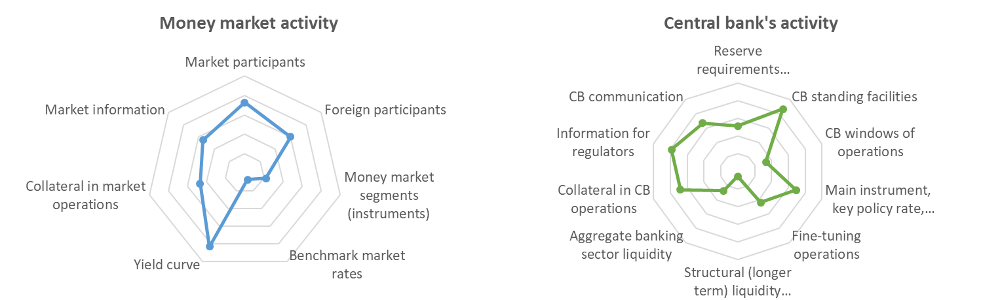 Money market activity
Market participants
Foreign participants
Money market
segments
(instruments)
Benchmark market
rates
Yield curve
Collateral in market
operations
Market information
Central bank's activity
Reserve
requirements...
CB standing facilities
CB windows of
operations
Main instrument,
key policy rate,...
Fine-tuning
operations
Structural (longer
term) liquidity...
Aggregate banking
sector liquidity
Collateral in CB
operations
Information for
regulators
CB communication